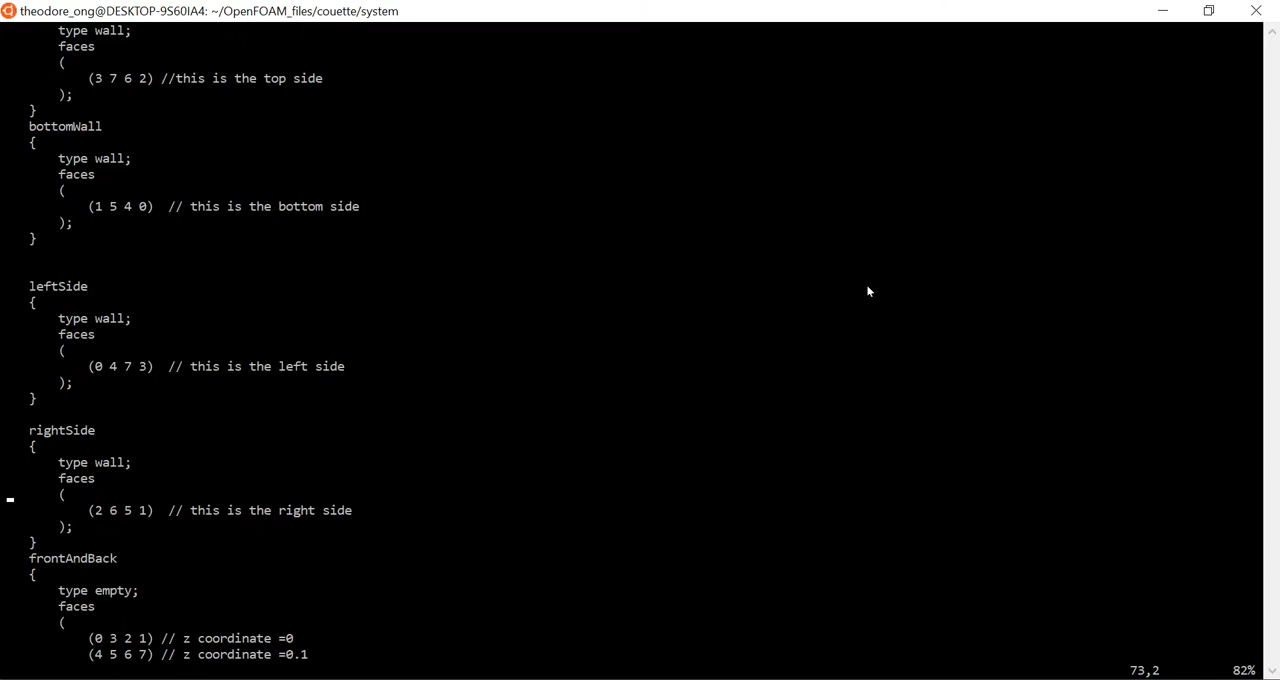 theodore_ong@DESKTOP-9S60IA4: ~/OpenFOAM_files/couette/system
type wall;
faces
(
(3 7 6 2) //this is the top side
);
}
bottomWall
{
type wall;
faces
(
(1 5 4 0)  // this is the bottom side
);
}
leftSide
{
type wall;
faces
(
(0 4 7 3)  // this is the left side
);
}
rightSide
{
type wall;
faces
(
(2 6 5 1)  // this is the right side
);
}
frontAndBack
{
type empty;
faces
(
(0 3 2 1) // z coordinate =0
(4 5 6 7) // z coordinate =0.1
73,2 82%